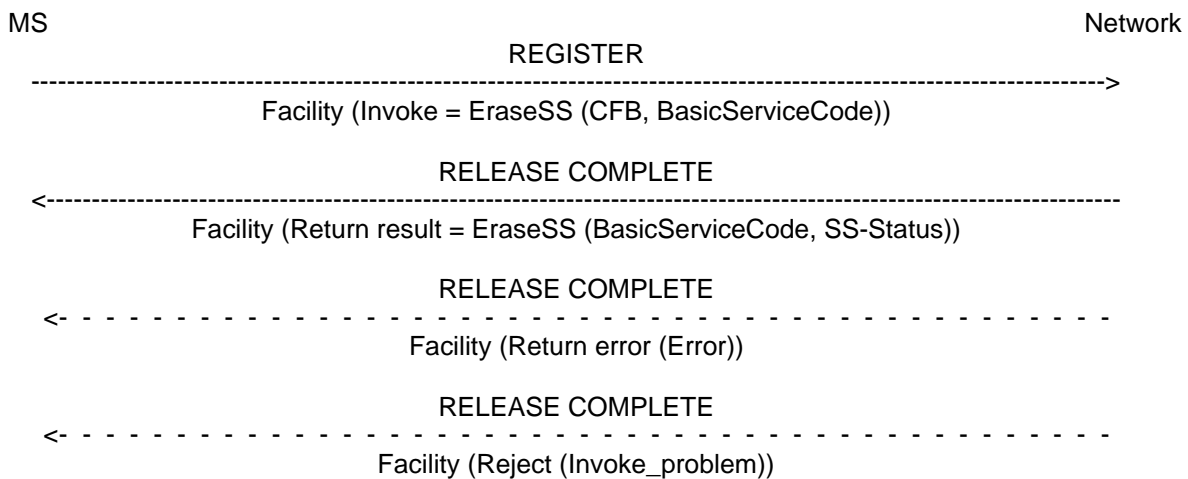 MS Network
REGISTER
Facility (Invoke = EraseSS (CFB, BasicServiceCode))
RELEASE COMPLETE
Facility (Return result = EraseSS (BasicServiceCode, SS-Status))
RELEASE COMPLETE
Facility (Return error (Error))
RELEASE COMPLETE
Facility (Reject (Invoke_problem))